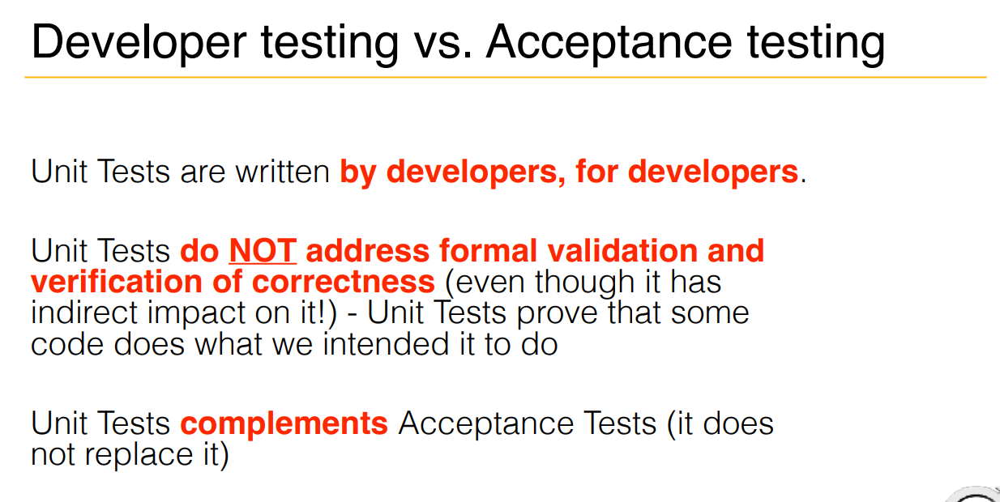 Developer testing vs. Acceptance testing
Unit Tests are written by developers, for developers.
Unit Tests do NOT address formal validation and
verification of correctness (even though it has
indirect impact on it!) - Unit Tests prove that some
code does what we intended it to do
Unit Tests complements Acceptance Tests (it does
not replace it)